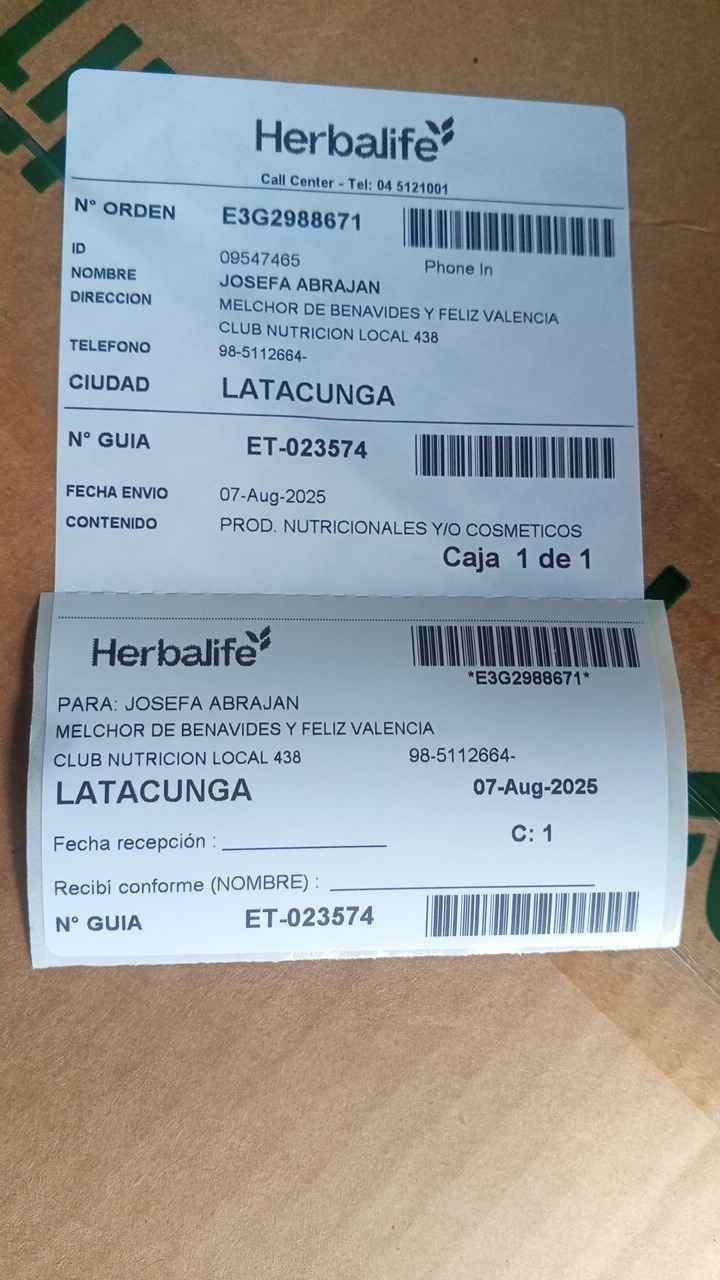 Herbalife
Call Center - Tel: 04 5121001
N° ORDEN E3G2988671
ID 09547465 Phone In
NOMBRE JOSEFA ABRAJAN
DIRECCION MELCHOR DE BENAVIDES Y FELIZ VALENCIA
CLUB NUTRICION LOCAL 438
TELEFONO 98-5112664-
CIUDAD LATACUNGA
N° GUIA ET-023574
FECHA ENVIO 07-Aug-2025
CONTENIDO PROD. NUTRICIONALES Y/O COSMETICOS
Caja 1 de 1
Herbalife
*E3G2988671*
PARA: JOSEFA ABRAJAN
MELCHOR DE BENAVIDES Y FELIZ VALENCIA
CLUB NUTRICION LOCAL 438 98-5112664-
LATACUNGA 07-Aug-2025
Fecha recepción : C: 1
Recibí conforme (NOMBRE) :
N° GUIA ET-023574